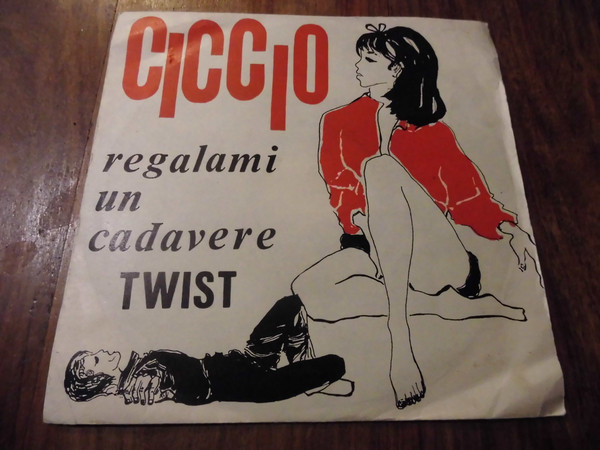 CICCIO
regalami
un
cadavere
TWIST